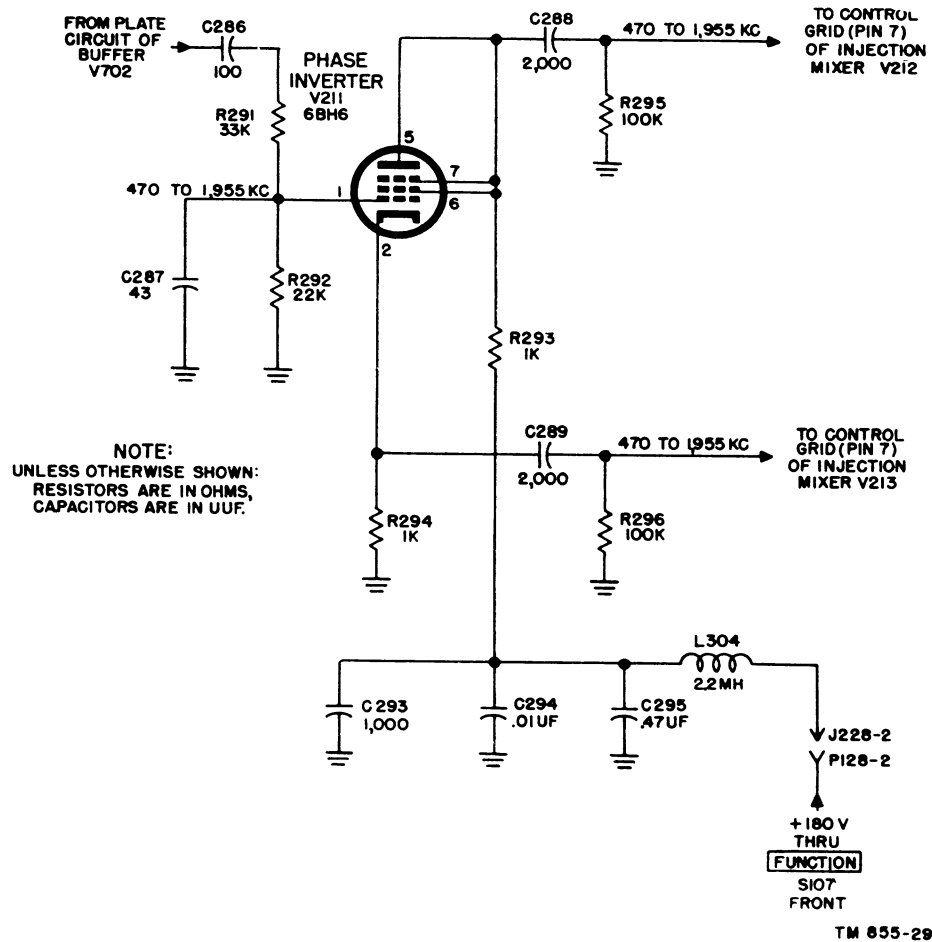 FROM PLATE
CIRCUIT OF
BUFFER
V702
C286
100
R291
33K
PHASE
INVERTER
V211
6BH6
5
7
6
1
2
470 TO 1,955 KC
C287
43
R292
22K
C288
2,000
470 TO 1,955 KC
TO CONTROL
GRID (PIN 7)
OF INJECTION
MIXER V212
R295
100K
R293
1K
NOTE:
UNLESS OTHERWISE SHOWN:
RESISTORS ARE IN OHMS,
CAPACITORS ARE IN UUF.
C289
2,000
470 TO 1,955 KC
TO CONTROL
GRID (PIN 7)
OF INJECTION
MIXER V213
R294
1K
R296
100K
L304
2.2MH
C293
1,000
C294
.01UF
C295
.47UF
J228-2
P128-2
+180 V
THRU
FUNCTION
S107
FRONT
TM 855-29